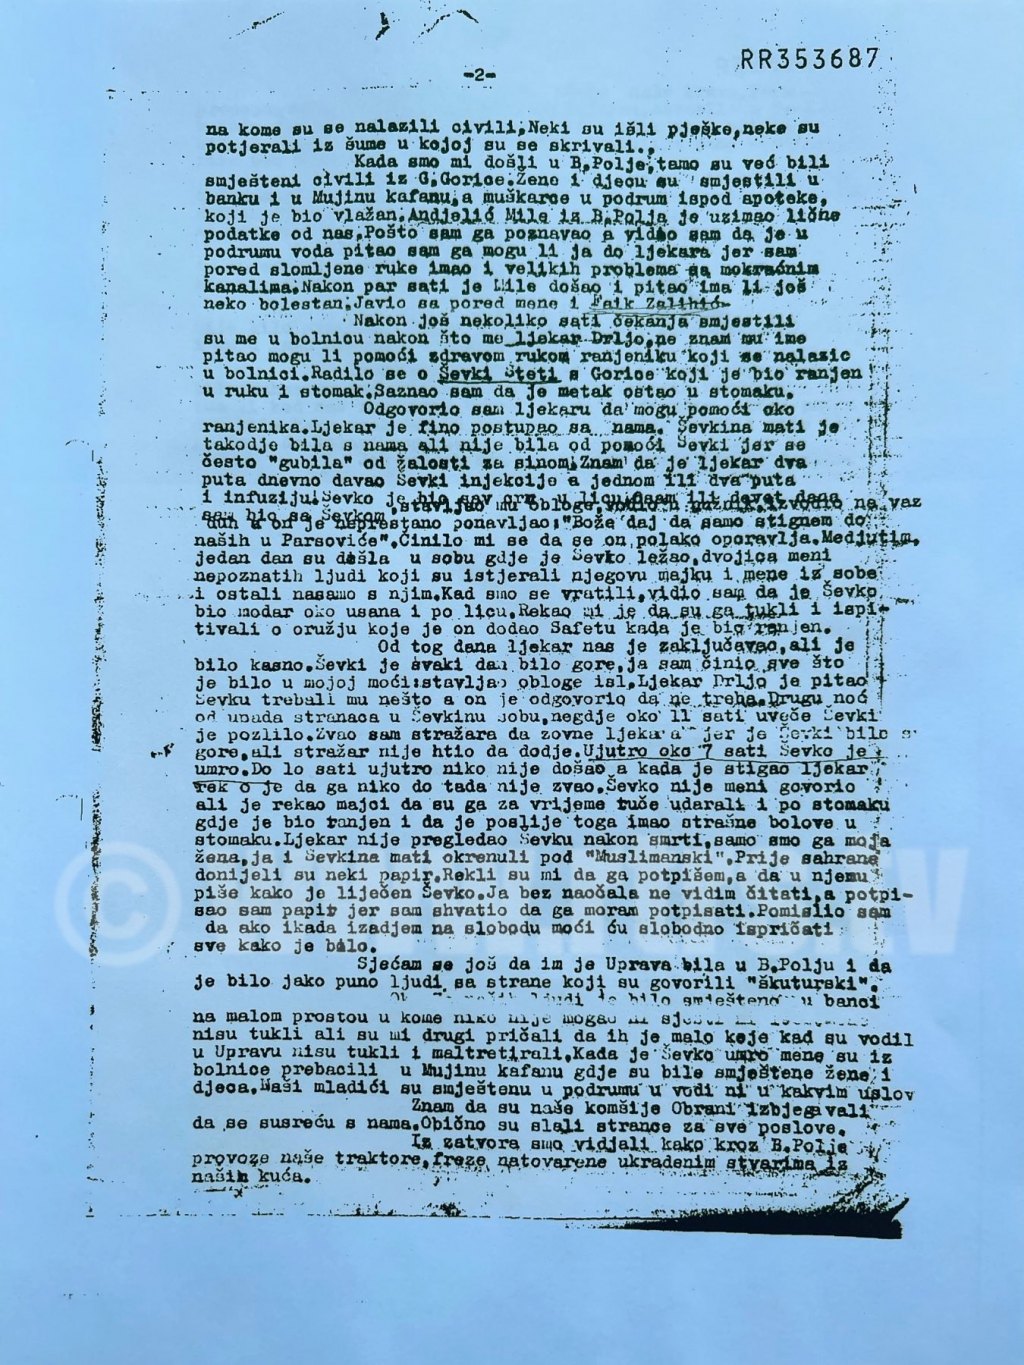 RR353687
-2-
na kome su se nalazili civili,Neki su išli pješke,neke su
potjerali iz šume u kojoj su se skrivali.,
Kada smo mi došli u B,Polje,tamo su već bili
smješteni civili iz G,Gorice.Žene i djecu su smjestili u
banku i u Mujinu kafanu,a muškarce u podrum ispod apoteke,
koji je bio vlažan.Andjelić Mile iz B.Polja je uzimao lične
podatke od nas.Pošto sam ga poznavao a vidio sam da je u
podrumu voda pitao sam ga mogu li ja do ljekara jer sam
pored slomljene ruke imao i velikih problema sa mokraćnim
kanalima.Nakon par sati je Mile došao i pitao ima li još
neko bolestan.Javio sa pored mene i Faik Zalihić
Nakon još nekoliko sati čekanja smjestili
su me u bolnicu nakon što me ljekar Drljo,ne znam mu ime
pitao mogu li pomoći zdravom rukom ranjeniku koji se nalazio
u bolnici.Radilo se o Ševki Šteti s Gorice koji je bio ranjen
u ruku i stomak.Saznao sam da je metak ostao u stomaku.
Odgovorio sam ljekaru da mogu pomoći oko
ranjenika.Ljekar je fino postupao sa nama. Ševkina mati je
takodje bila s nama ali nije bila od pomoći Ševki jer se
često "gubila" od žalosti za sinom.Znam da je ljekar dva
puta dnevno davao Ševki injekcije a jednom ili dva puta
i infuziju.Ševko je bio sav crn u licu.Osam ili devet dana
sam bio sa Ševkom,stavljao mu obloge,vodio u nužnik,izvodio na vaz
duh a on je neprestano ponavljao:"Bože daj da samo stignem do
naših u Parsoviće".Činilo mi se da se on polako oporavlja.Medjutim,
jedan dan su došla u sobu gdje je Ševko ležao,dvojica meni
nepoznatih ljudi koji su istjerali njegovu majku i mene iz sobe
i ostali nasamo s njim.Kad smo se vratili,vidio sam da je Ševko
bio modar oko usana i po licu.Rekao mi je da su ga tukli i ispi-
tivali o oružju koje je on dodao Safetu kada je bio ranjen.
Od tog dana ljekar nas je zaključavao,ali je
bilo kasno.Ševki je svaki dan bilo gore,ja sam činio sve što
je bilo u mojoj moći:stavljao obloge isl,Ljekar Drljo je pitao
Ševku trebali mu nešto a on je odgovorio da ne treba.Drugu noć
od upada stranaca u Ševkinu sobu,negdje oko ll sati uveče Ševki
je pozlilo.Zvao sam stražara da zovne ljekara jer je Ševki bilo
gore,ali stražar nije htio da dodje.Ujutro oko 7 sati Ševko je
umro.Do lo sati ujutro niko nije došao a kada je stigao ljekar
rek o je da ga niko do tada nije zvao.Ševko nije meni govorio
ali je rekao majci da su ga za vrijeme tuče udarali i po stomaku
gdje je bio ranjen i da je poslije toga imao strašne bolove u
stomaku.Ljekar nije pregledao Ševku nakon smrti,samo smo ga moja
žena,ja i Ševkina mati okrenuli pod "Muslimanski".Prije sahrane
donijeli su neki papir.Rekli su mi da ga potpišem,a da u njemu
piše kako je liječen Ševko.Ja bez naočala ne vidim čitati,a potpi-
sao sam papir jer sam shvatio da ga moram potpisati.Pomislio sam
da ako ikada izadjem na slobodu moći ću slobodno ispričati
sve kako je bilo.
Sjećam se još da im je Uprava bila u B.Polju i da
je bilo jako puno ljudi sa strane koji su govorili "škuturski".
ljudi je bilo smješteno u banci
na malom prostou u kome niko nije mogao ni sjesti ni
nisu tukli ali su mi drugi pričali da ih je malo koje kad su vodil
u Upravu nisu tukli i maltretirali,Kada je Ševko umro mene su iz
bolnice prebacili u Mujinu kafanu gdje su bile smještene žene i
djeca.Naši mladići su smještenu u podrumu u vodi ni u kakvim uslov
Znam da su naše komšije Obrani izbjegavali
da se susreću s nama.Obično su slali strance za sve poslove.
Iz zatvora smo vidjali kako kroz B.Polje
provoze naše traktore,freze natovarene ukradenim stvarima iz
naših kuća.